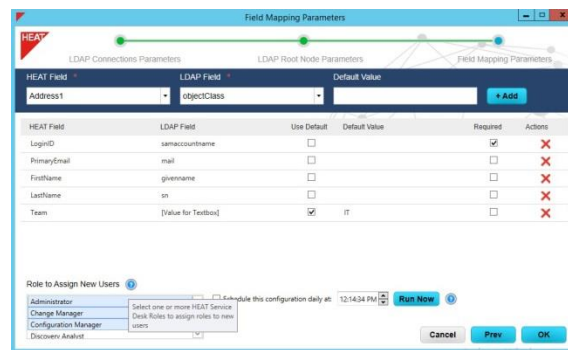 Field Mapping Parameters
HEAT
LDAP Connections Parameters LDAP Root Node Parameters Field Mapping Parameters
HEAT Field * LDAP Field * Default Value
Address1 objectClass + Add
HEAT Field LDAP Field Use Default Default Value Required Actions
LoginID samaccountname
PrimaryEmail mail
FirstName givenname
LastName sn
Team [Value for Textbox] IT
Role to Assign New Users
Administrator
Change Manager
Configuration Manager
Discovery Analyst
Select one or more HEAT Service
Desk Roles to assign roles to new
users
Schedule this configuration daily at: 12:14:34 PM Run Now
Cancel Prev OK